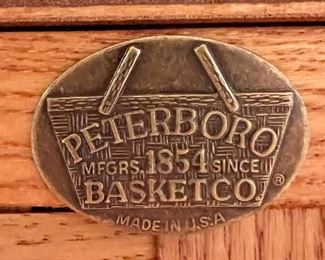 PETERBORO
MFGRS. 1854 SINCE
BASKET CO.®
MADE IN U.S.A